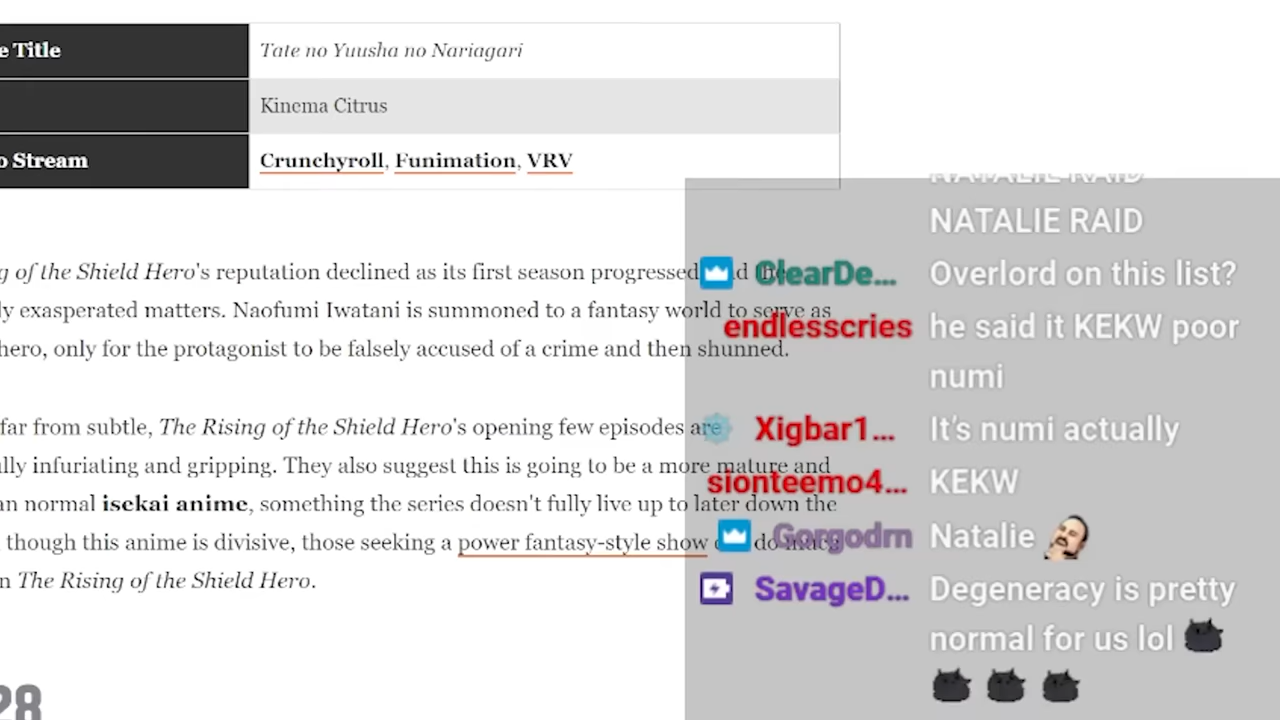 e Title
Tate no Yuusha no Nariagari
Kinema Citrus
o Stream
Crunchyroll, Funimation, VRV
g of the Shield Hero's reputation declined as its first season progressed
ly exasperated matters. Naofumi Iwatani is summoned to a fantasy world to serve as
hero, only for the protagonist to be falsely accused of a crime and then shunned.
far from subtle, The Rising of the Shield Hero's opening few episodes are
lly infuriating and gripping. They also suggest this is going to be a more mature and
an normal isekai anime, something the series doesn't fully live up to later down the
though this anime is divisive, those seeking a power fantasy-style show
n The Rising of the Shield Hero.
28
NATALIE RAID
NATALIE RAID
ClearDe... Overlord on this list?
endlesscries he said it KEKW poor
numi
Xigbar1... It's numi actually
sionteemo4... KEKW
Gorgodrn Natalie
SavageD... Degeneracy is pretty
normal for us lol